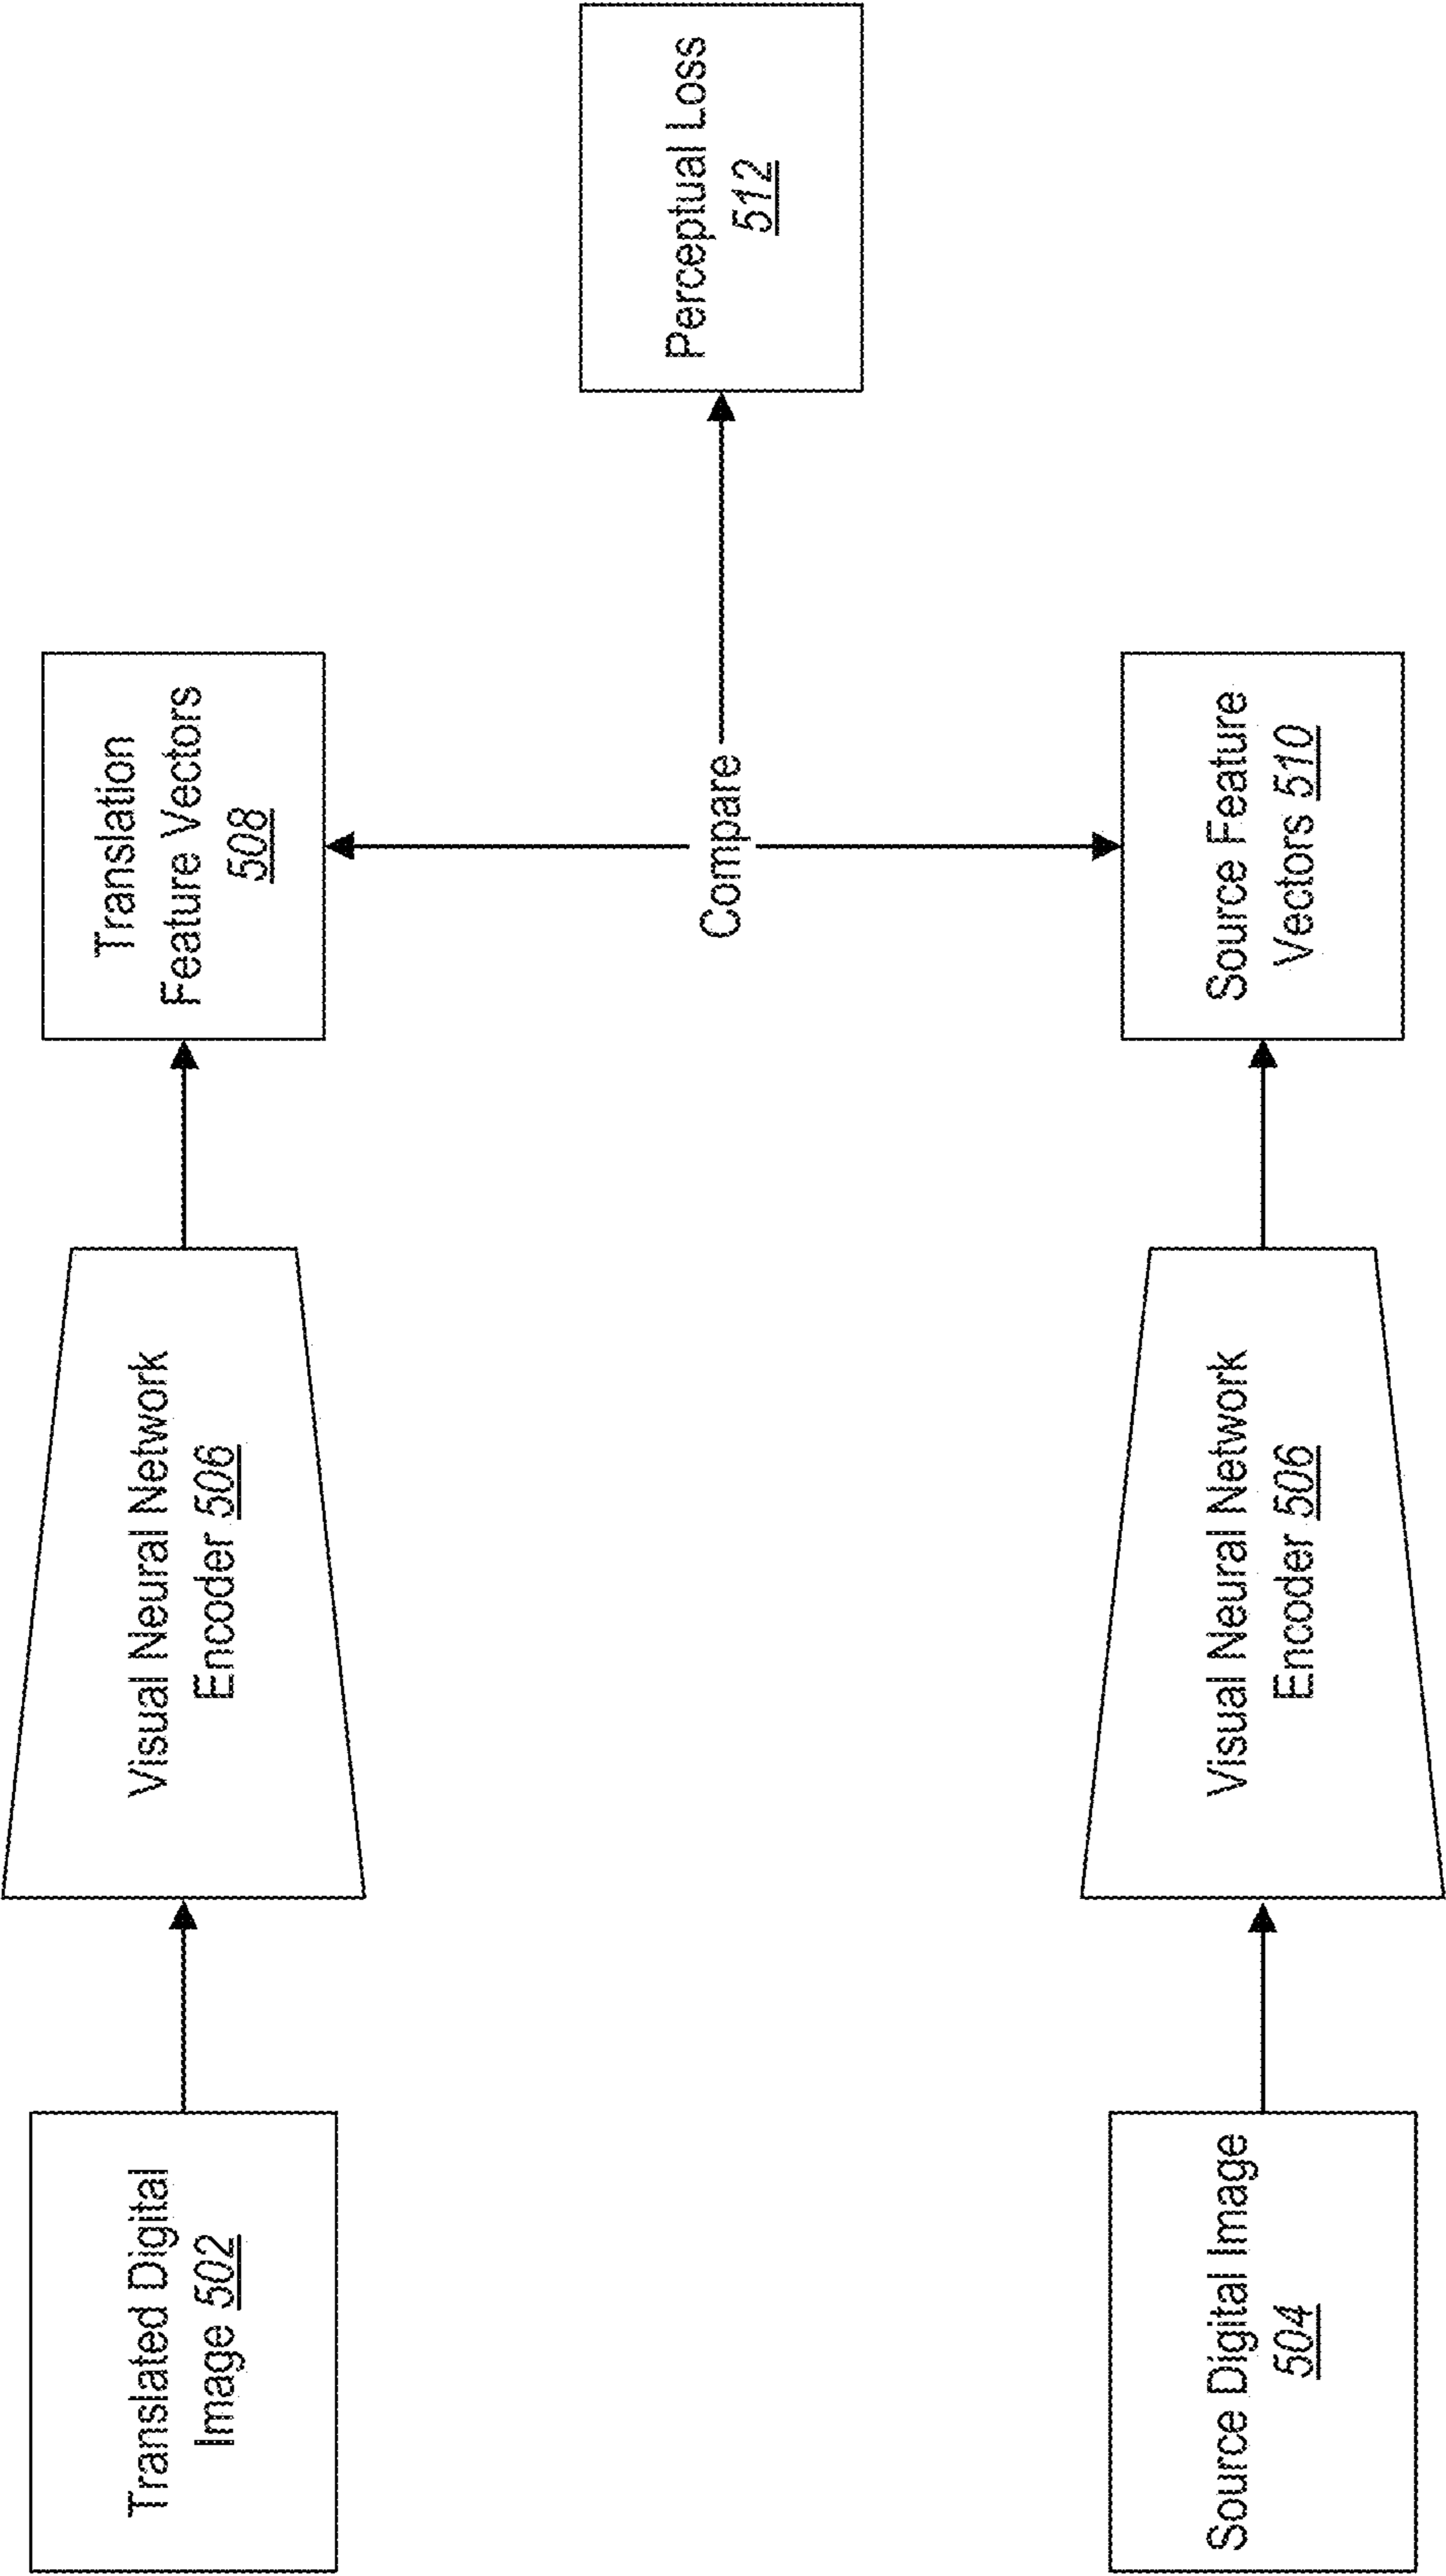 Translated Digital
Image 502
Visual Neural Network
Encoder 506
Translation
Feature Vectors
508
Compare
Perceptual Loss
512
Source Digital Image
504
Visual Neural Network
Encoder 506
Source Feature
Vectors 510